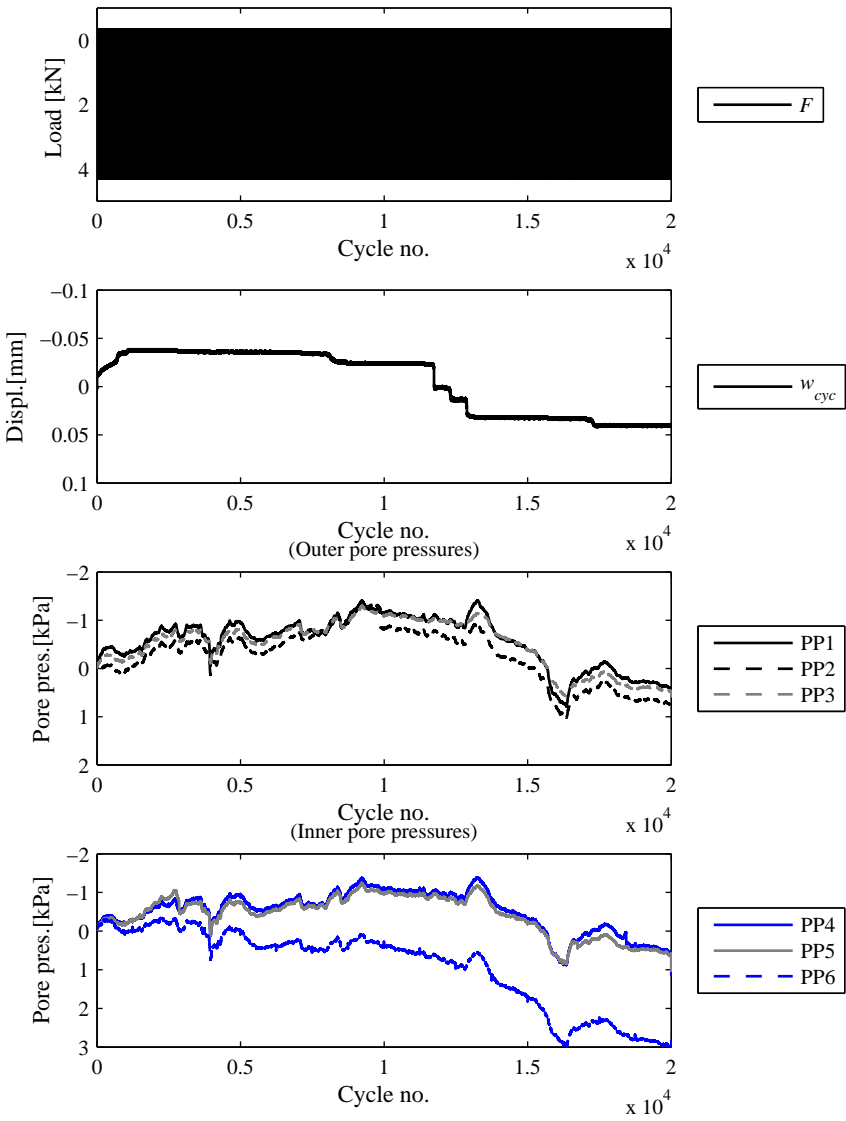 0
2
4
Load [kN]
0
0.5
1
1.5
2
x 10^4
Cycle no.
F
−0.1
−0.05
0
0.05
0.1
Displ.[mm]
0
0.5
1
1.5
2
x 10^4
Cycle no.
w_cyc
(Outer pore pressures)
−2
−1
0
1
2
Pore pres.[kPa]
0
0.5
1
1.5
2
x 10^4
Cycle no.
PP1
PP2
PP3
(Inner pore pressures)
−2
−1
0
1
2
3
Pore pres.[kPa]
0
0.5
1
1.5
2
x 10^4
Cycle no.
PP4
PP5
PP6